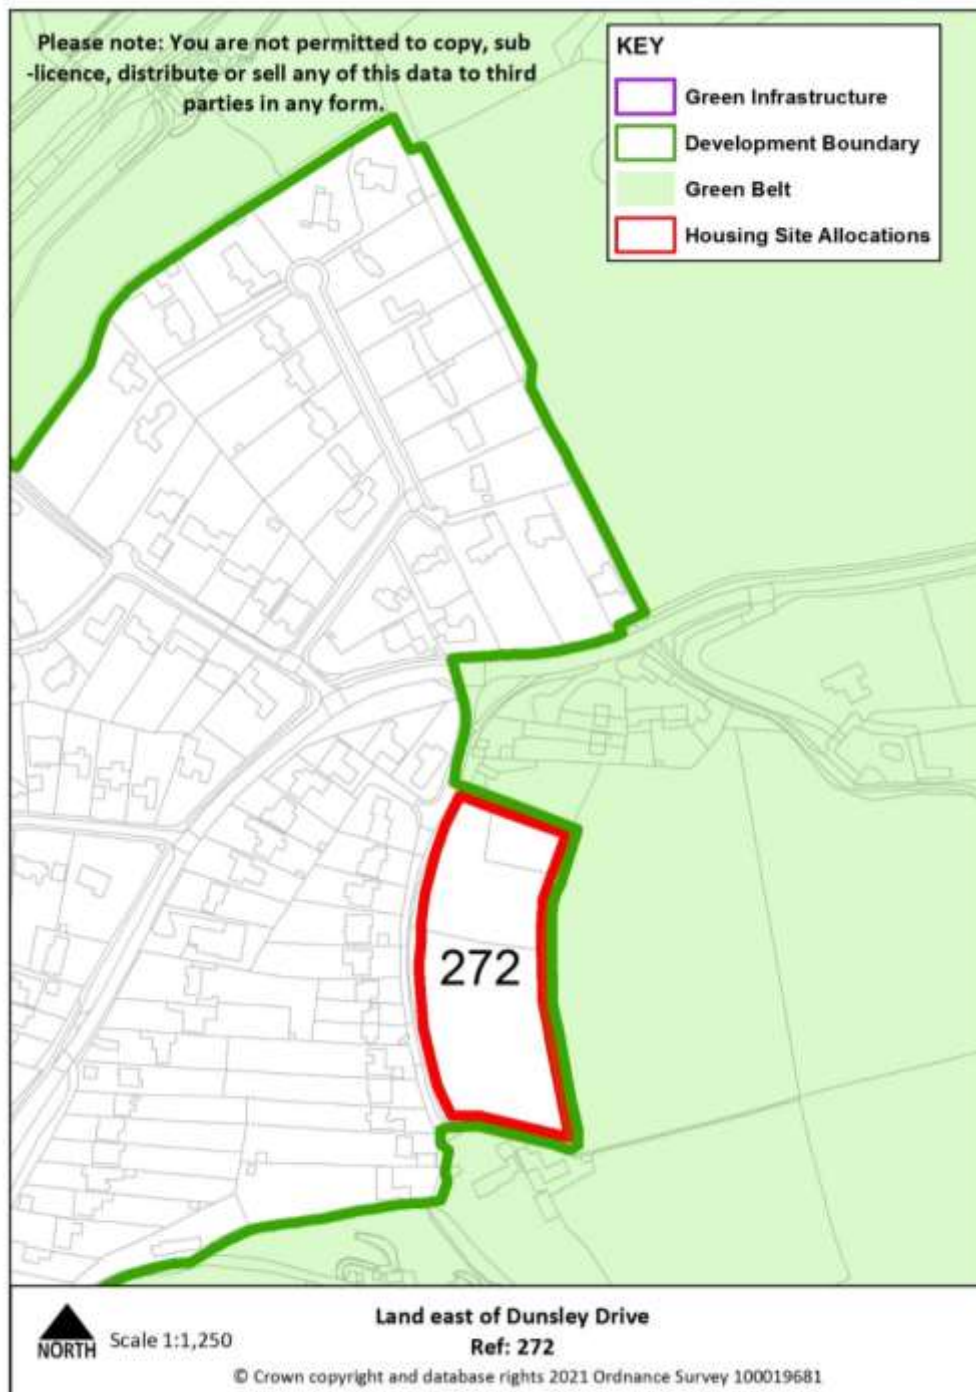 Please note: You are not permitted to copy, sub
-licence, distribute or sell any of this data to third
parties in any form.
KEY
Green Infrastructure
Development Boundary
Green Belt
Housing Site Allocations
272
NORTH
Scale 1:1,250
Land east of Dunsley Drive
Ref: 272
© Crown copyright and database rights 2021 Ordnance Survey 100019681